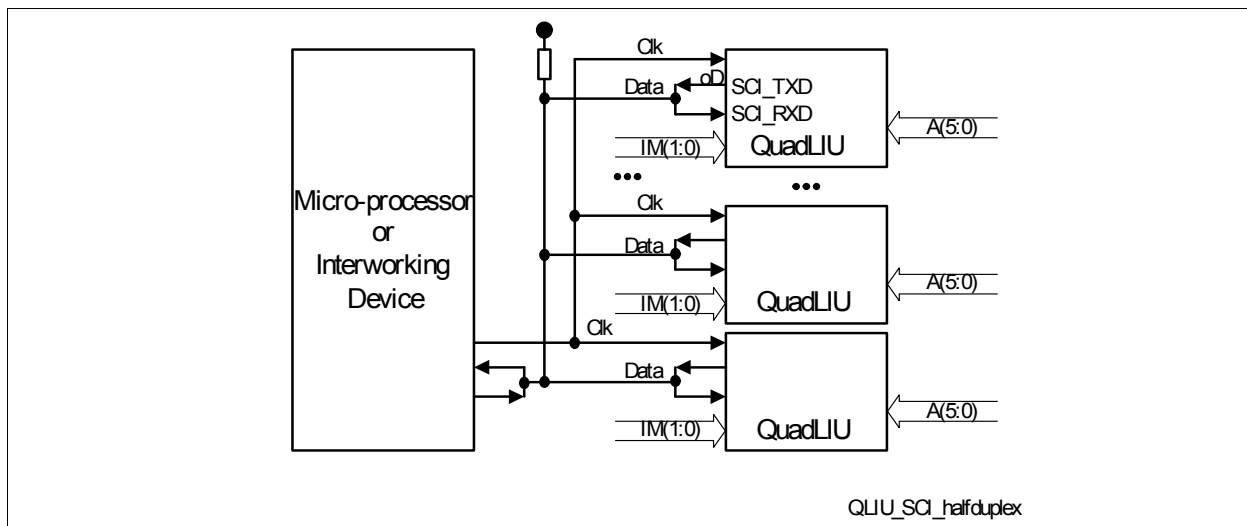 Clk
oD
Data
SCI_TXD
SCI_RXD
IM(1:0)
QuadLIU
A(5:0)
•••
•••
Micro-processor
or
Interworking
Device
Clk
Data
IM(1:0)
QuadLIU
A(5:0)
Clk
Data
IM(1:0)
QuadLIU
A(5:0)
QLIU_SCI_halfduplex